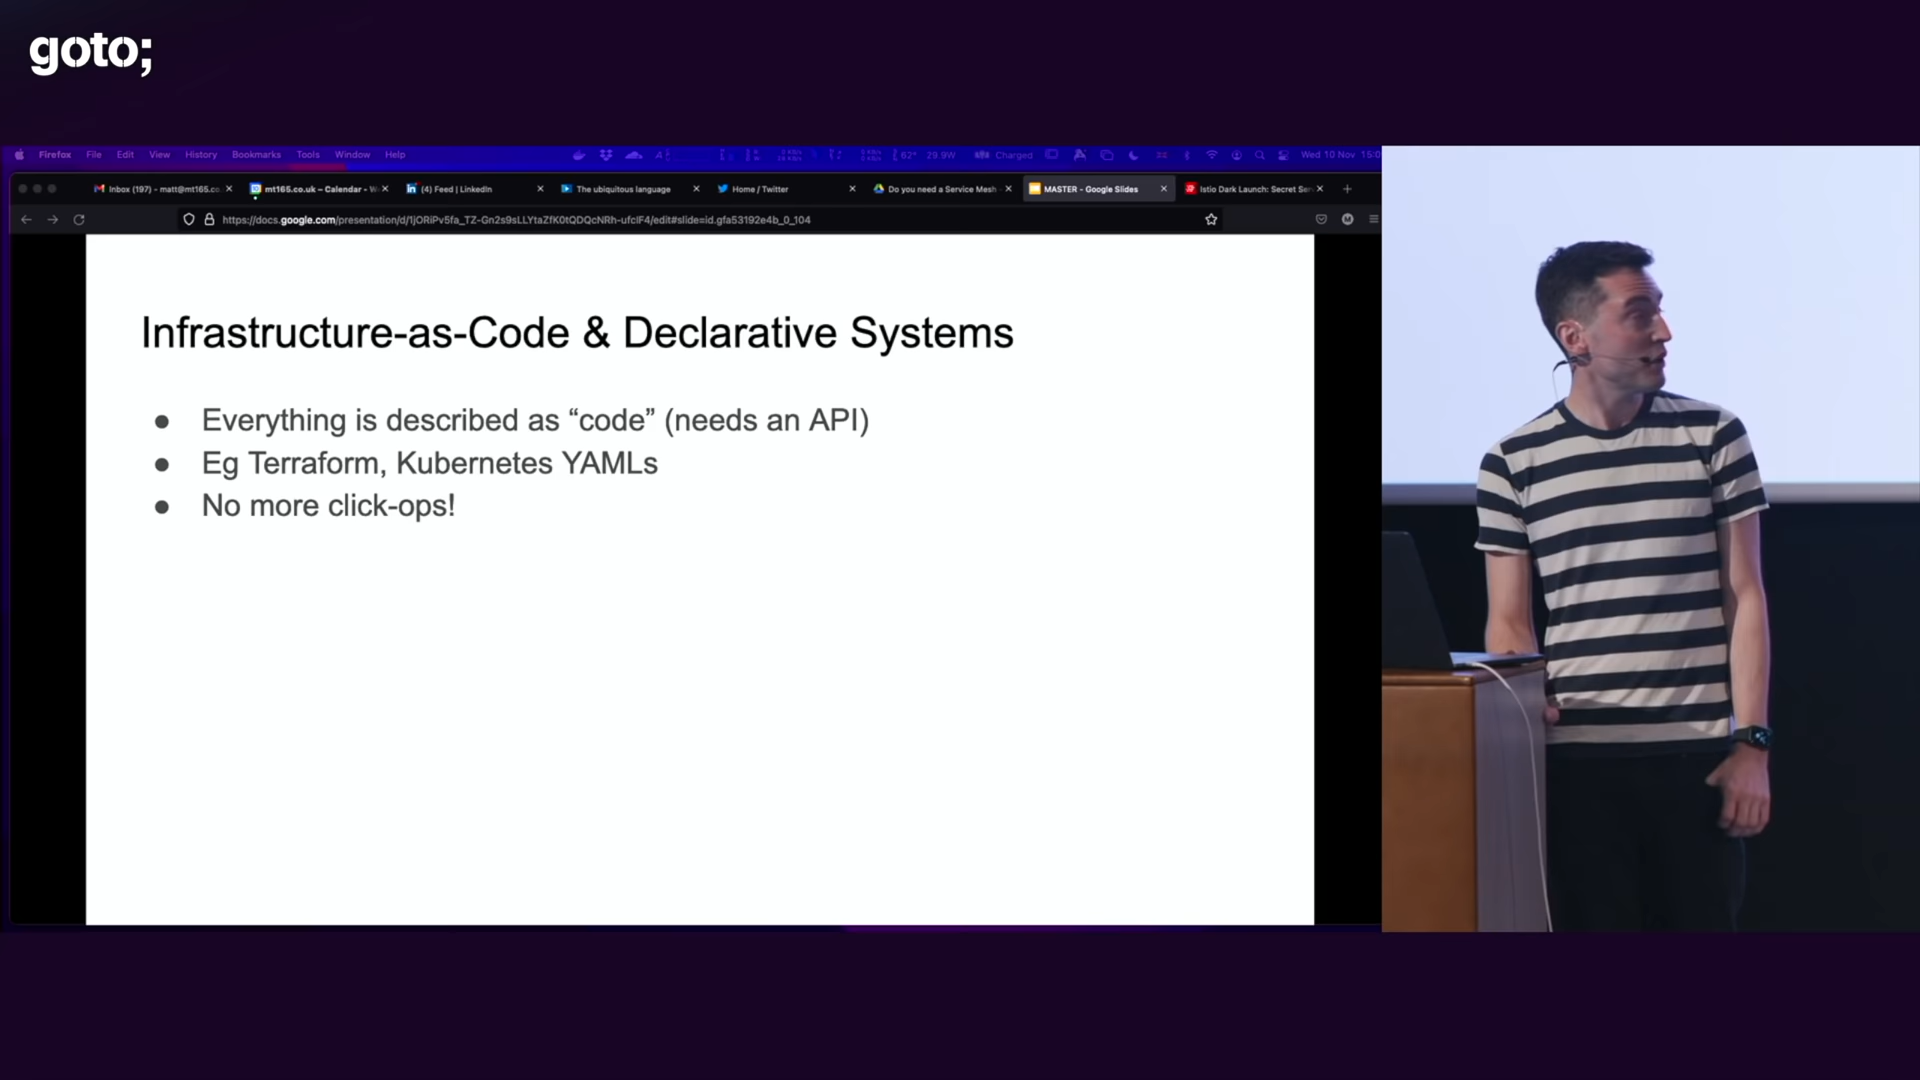 goto;
Firefox File Edit View History Bookmarks Tools Window Help
62° 29.9W Charged Wed 10 Nov
Inbox (197) - matt@mt165.co
mt165.co.uk – Calendar - W
(4) Feed | LinkedIn
The ubiquitous language
Home / Twitter
Do you need a Service Mesh
MASTER - Google Slides
Istio Dark Launch: Secret Ser
https://docs.google.com/presentation/d/1jORiPv5fa_TZ-Gn2s9sLLYtaZfK0tQDQcNRh-ufclF4/edit#slide=id.gfa53192e4b_0_104
Infrastructure-as-Code & Declarative Systems
● Everything is described as “code” (needs an API)
● Eg Terraform, Kubernetes YAMLs
● No more click-ops!